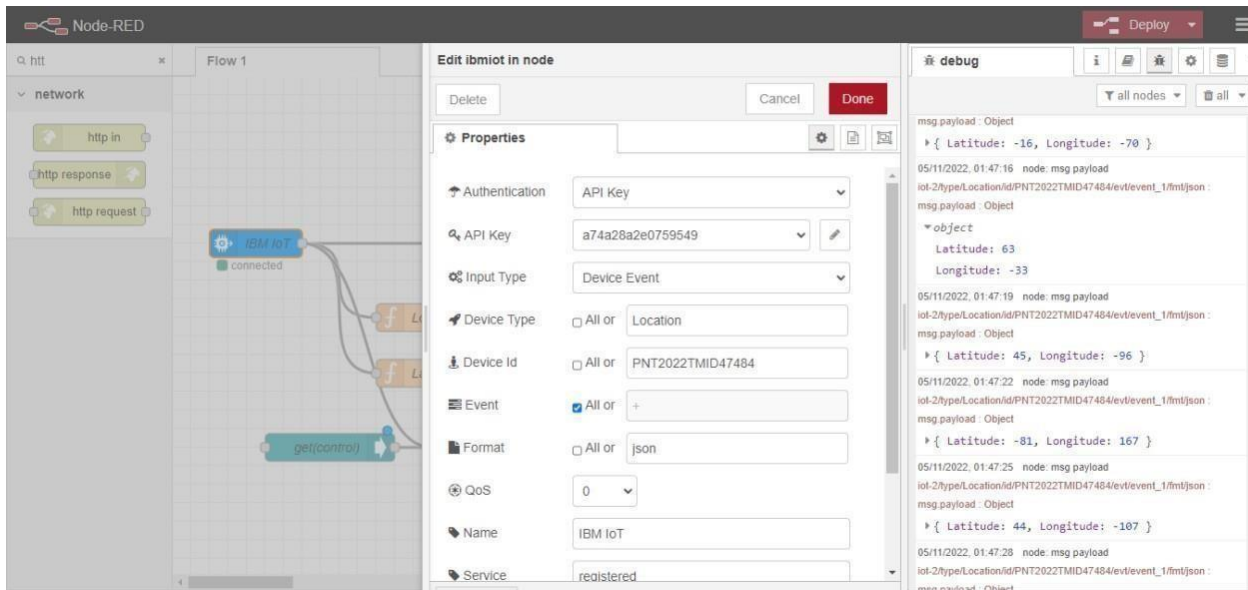 Node-RED
Deploy
htt
network
http in
http response
http request
Flow 1
IBM IoT
connected
get(control)
Edit ibmiot in node
Delete
Cancel
Done
Properties
Authentication
API Key
API Key
a74a28a2e0759549
Input Type
Device Event
Device Type
All or
Location
Device Id
All or
PNT2022TMID47484
Event
All or
+
Format
All or
json
QoS
0
Name
IBM IoT
Service
registered
debug
i
all nodes
all
msg.payload : Object
{ Latitude: -16, Longitude: -70 }
05/11/2022, 01:47:16 node: msg payload
iot-2/type/Location/id/PNT2022TMID47484/evt/event_1/fmt/json :
msg.payload : Object
object
Latitude: 63
Longitude: -33
05/11/2022, 01:47:19 node: msg payload
iot-2/type/Location/id/PNT2022TMID47484/evt/event_1/fmt/json :
msg.payload : Object
{ Latitude: 45, Longitude: -96 }
05/11/2022, 01:47:22 node: msg payload
iot-2/type/Location/id/PNT2022TMID47484/evt/event_1/fmt/json :
msg.payload : Object
{ Latitude: -81, Longitude: 167 }
05/11/2022, 01:47:25 node: msg payload
iot-2/type/Location/id/PNT2022TMID47484/evt/event_1/fmt/json :
msg.payload : Object
{ Latitude: 44, Longitude: -107 }
05/11/2022, 01:47:28 node: msg payload
iot-2/type/Location/id/PNT2022TMID47484/evt/event_1/fmt/json :
msg.payload : Object